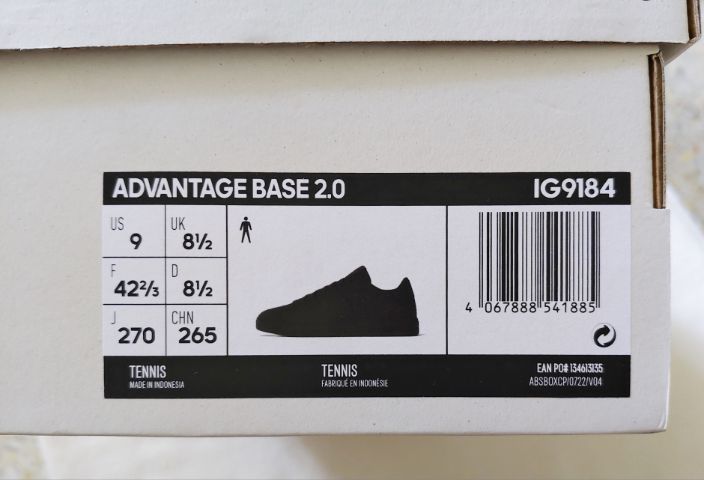 ADVANTAGE BASE 2.0 IG9184
US 9 UK 8½
F 42⅔ D 8½
J 270 CHN 265
4 067888 541885
TENNIS TENNIS EAN PO# 134613135
MADE IN INDONESIA FABRIQUÉ EN INDONÉSIE ABSBOXCP/0722/V04